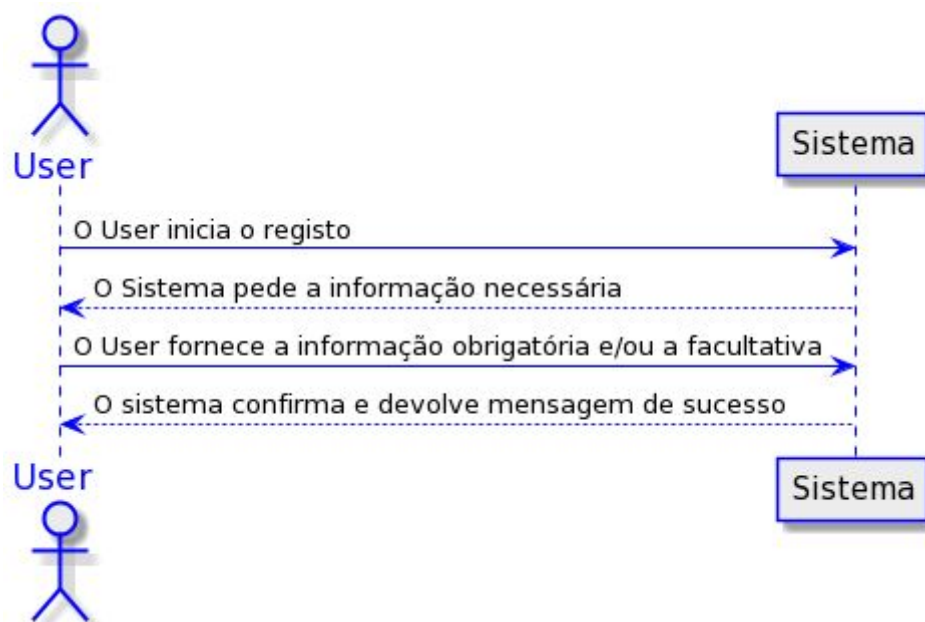 User
Sistema
O User inicia o registo
O Sistema pede a informação necessária
O User fornece a informação obrigatória e/ou a facultativa
O sistema confirma e devolve mensagem de sucesso
User
Sistema